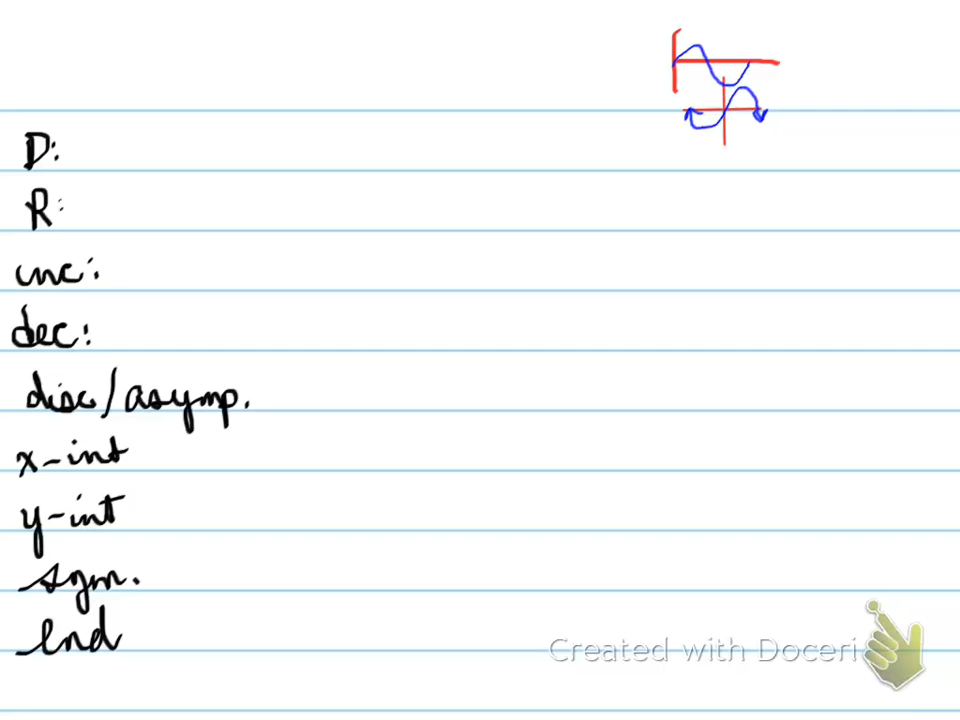 D:
R:
inc:
dec:
disc/asymp.
x-int
y-int
sym.
end
Created with Doceri